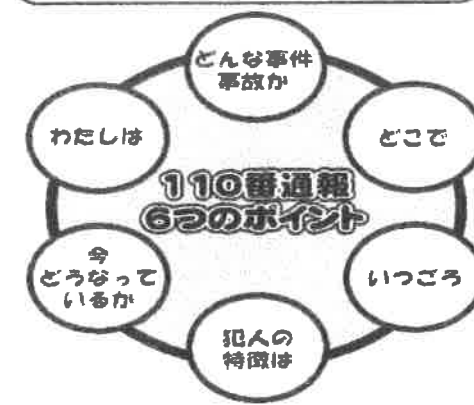 どんな事件
事故か
どこで
いつごろ
犯人の
特徴は
今
どうなって
いるか
わたしは
110番通報
6つのポイント